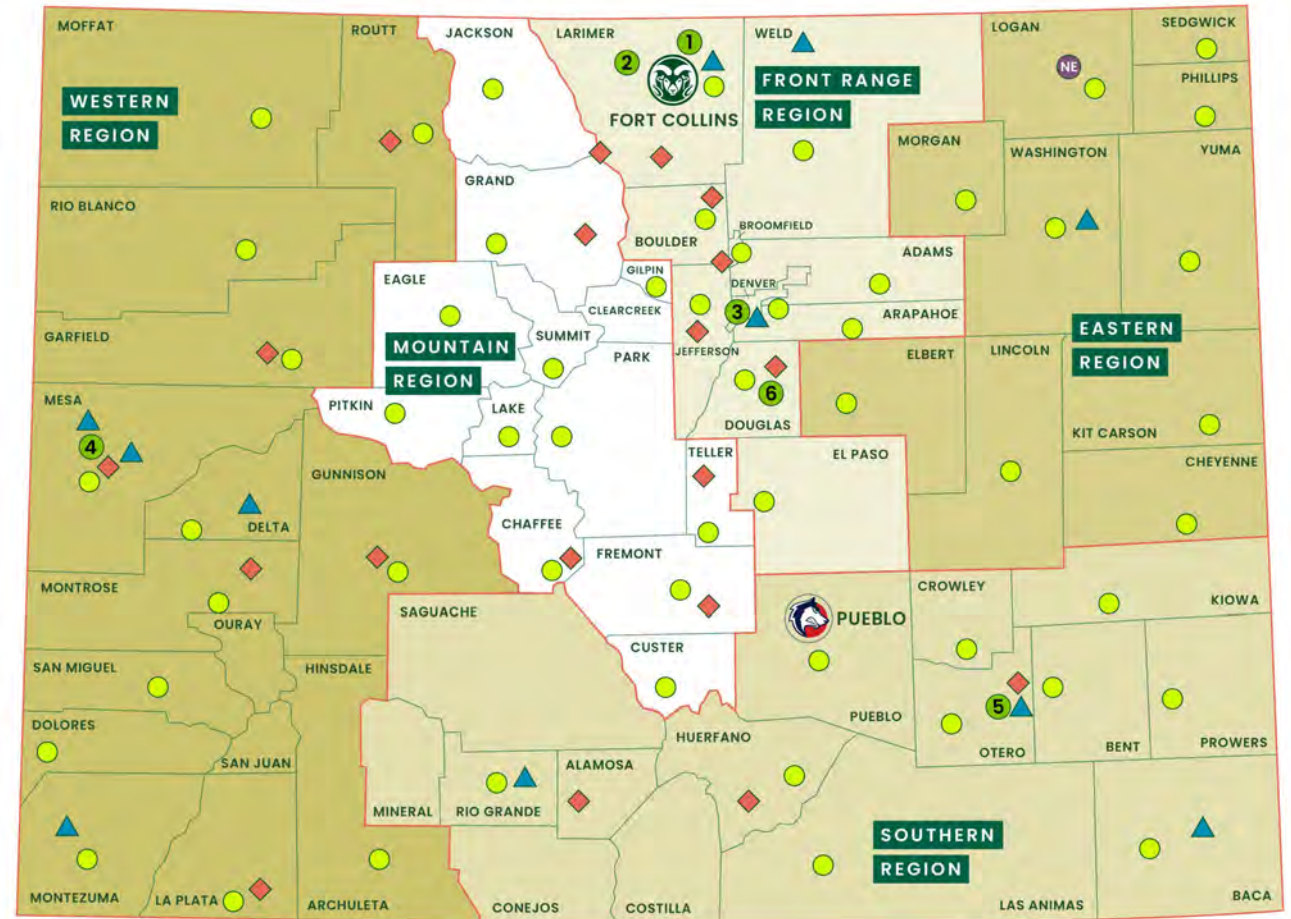 MOFFAT
ROUTT
JACKSON
LARIMER
1
2
WELD
LOGAN
SEDGWICK
NE
PHILLIPS
WESTERN
REGION
FRONT RANGE
REGION
FORT COLLINS
MORGAN
WASHINGTON
YUMA
GRAND
RIO BLANCO
BOULDER
BROOMFIELD
ADAMS
EAGLE
GILPIN
DENVER
CLEARCREEK
3
ARAPAHOE
GARFIELD
SUMMIT
MOUNTAIN
REGION
PARK
JEFFERSON
ELBERT
LINCOLN
EASTERN
REGION
6
MESA
PITKIN
LAKE
DOUGLAS
KIT CARSON
4
GUNNISON
TELLER
EL PASO
CHEYENNE
DELTA
CHAFFEE
FREMONT
MONTROSE
CROWLEY
KIOWA
SAGUACHE
PUEBLO
OURAY
CUSTER
SAN MIGUEL
HINSDALE
5
PUEBLO
DOLORES
HUERFANO
OTERO
BENT
PROWERS
SAN JUAN
ALAMOSA
MINERAL
RIO GRANDE
SOUTHERN
REGION
MONTEZUMA
LA PLATA
ARCHULETA
CONEJOS
COSTILLA
LAS ANIMAS
BACA